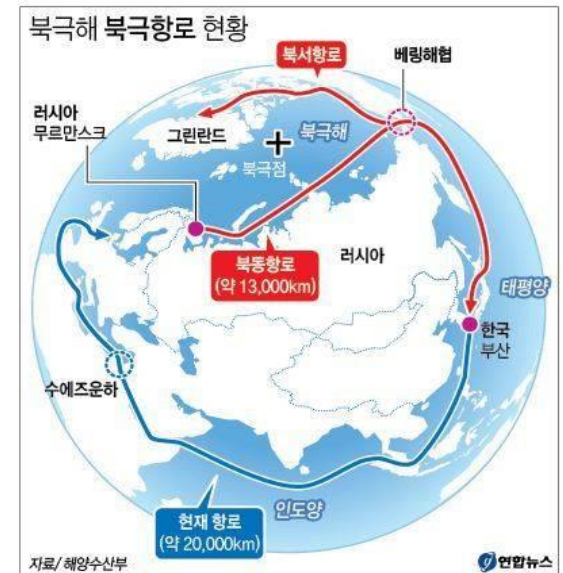 북극해 북극항로 현황
북서항로
베링해협
러시아
무르만스크
그린란드
북극해
북극점
북동항로
(약 13,000km)
러시아
태평양
한국
부산
수에즈운하
인도양
현재 항로
(약 20,000km)
자료/ 해양수산부
연합뉴스